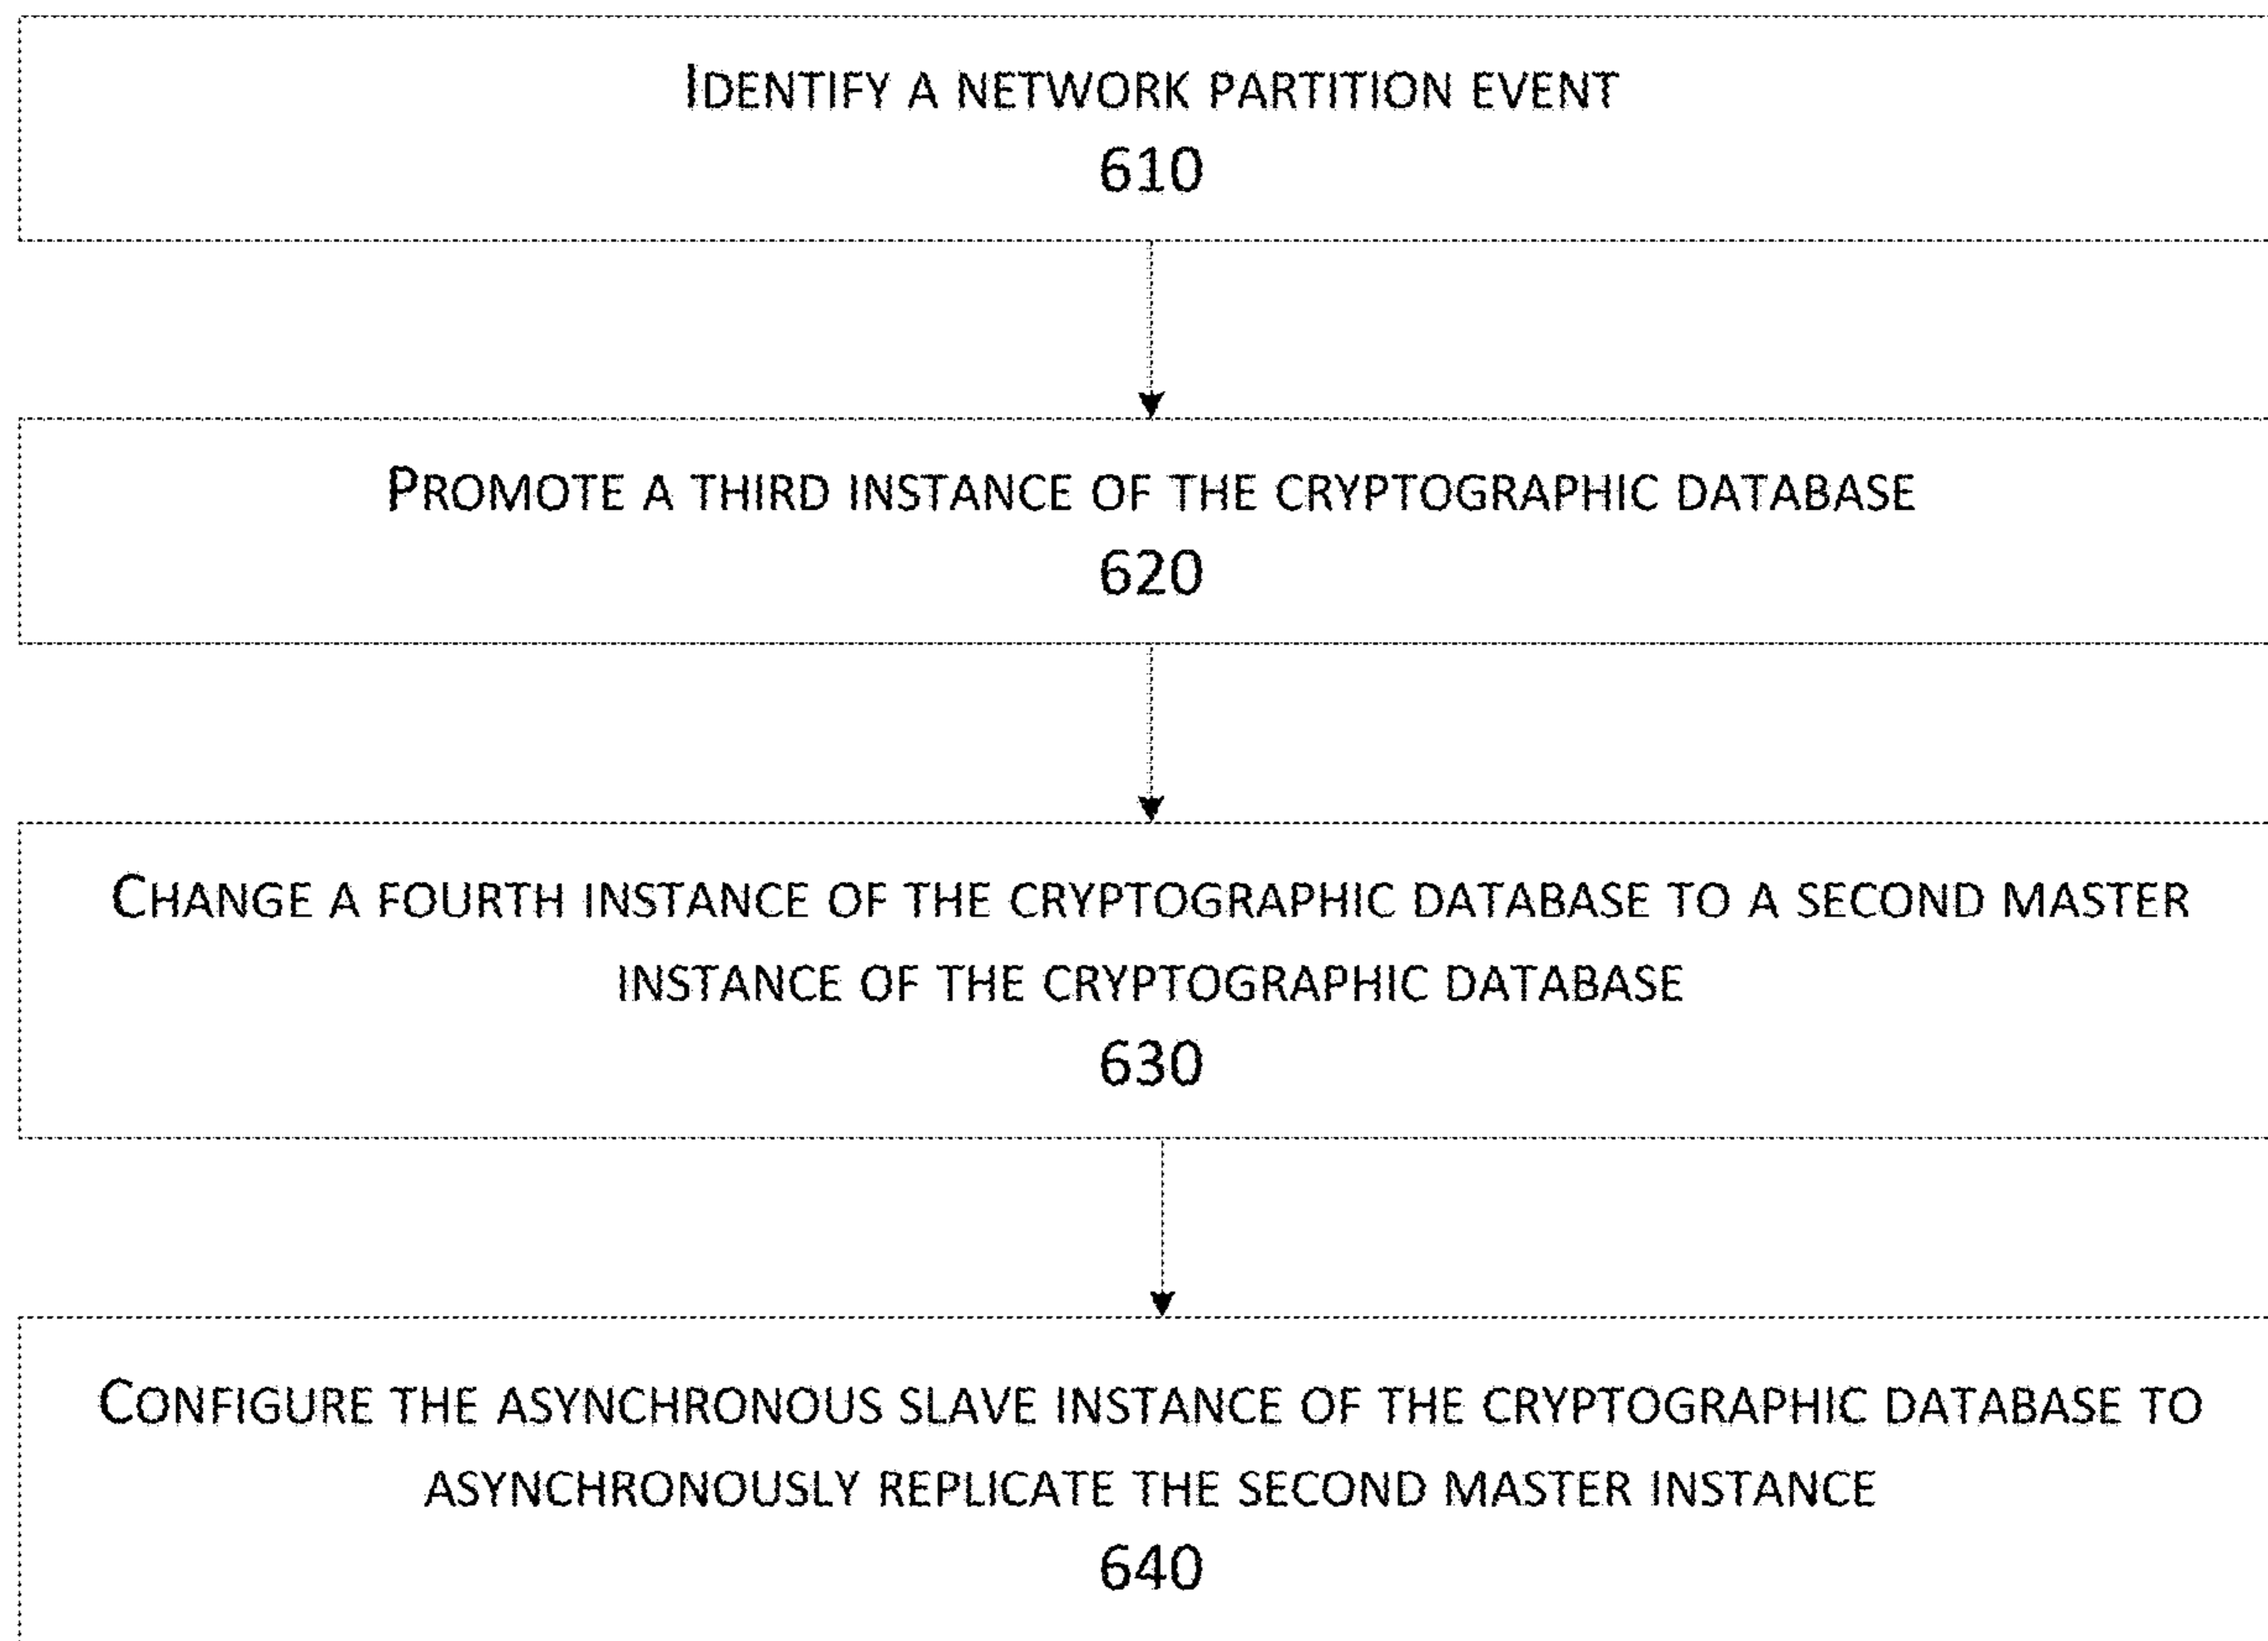 IDENTIFY A NETWORK PARTITION EVENT
610
PROMOTE A THIRD INSTANCE OF THE CRYPTOGRAPHIC DATABASE
620
CHANGE A FOURTH INSTANCE OF THE CRYPTOGRAPHIC DATABASE TO A SECOND MASTER
INSTANCE OF THE CRYPTOGRAPHIC DATABASE
630
CONFIGURE THE ASYNCHRONOUS SLAVE INSTANCE OF THE CRYPTOGRAPHIC DATABASE TO
ASYNCHRONOUSLY REPLICATE THE SECOND MASTER INSTANCE
640